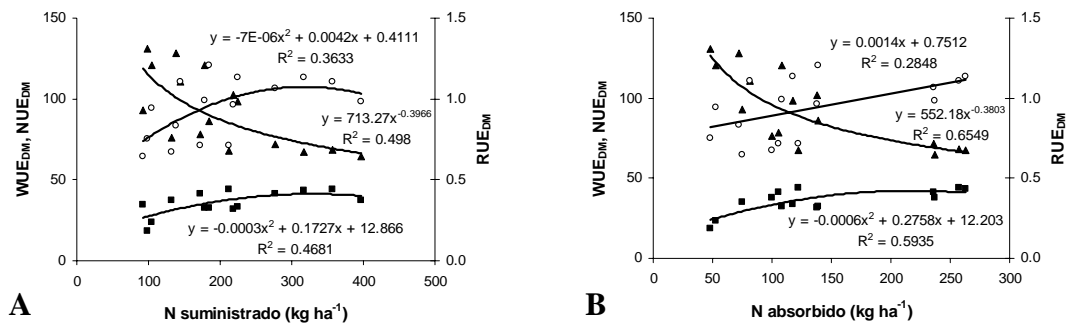 150
100
50
0
WUE_DM, NUE_DM
1.5
1.0
0.5
0.0
RUE_DM
y = -7E-06x² + 0.0042x + 0.4111
R² = 0.3633
y = 713.27x^-0.3966
R² = 0.498
y = -0.0003x² + 0.1727x + 12.866
R² = 0.4681
0 100 200 300 400 500
A
N suministrado (kg ha⁻¹)
150
100
50
0
WUE_DM, NUE_DM
1.5
1.0
0.5
0.0
RUE_DM
y = 0.0014x + 0.7512
R² = 0.2848
y = 552.18x^-0.3803
R² = 0.6549
y = -0.0006x² + 0.2758x + 12.203
R² = 0.5935
0 50 100 150 200 250 300
B
N absorbido (kg ha⁻¹)